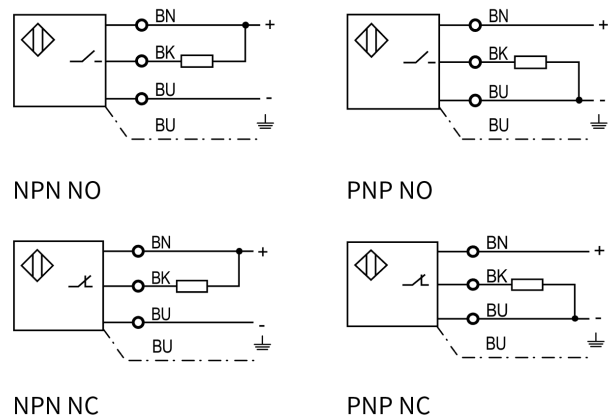 BN +
BK
BU -
BU
NPN NO
BN +
BK
BU -
BU
PNP NO
BN +
BK
BU -
BU
NPN NC
BN +
BK
BU -
BU
PNP NC